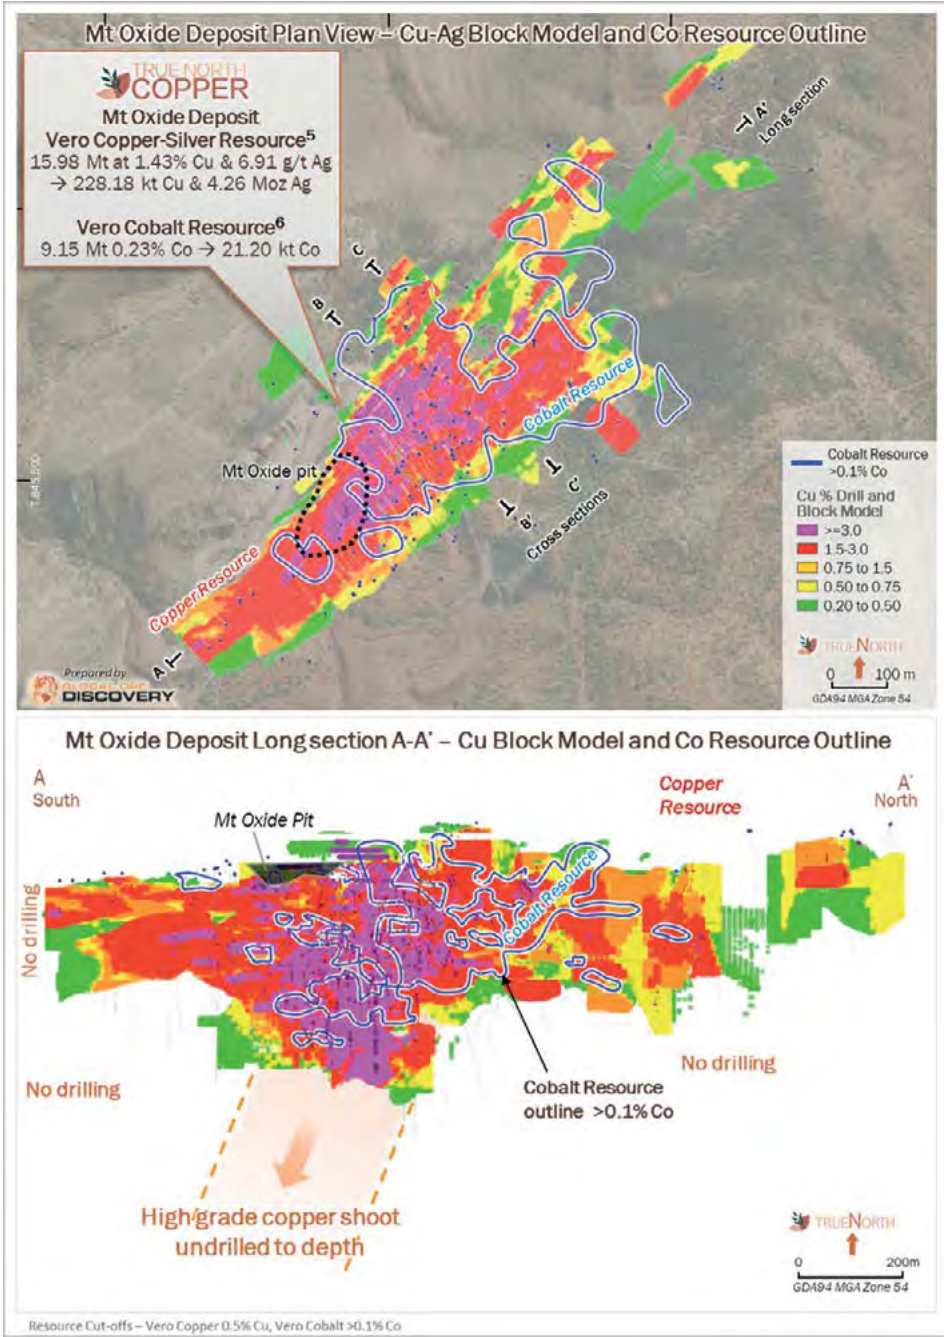 Mt Oxide Deposit Plan View – Cu-Ag Block Model and Co Resource Outline
TRUE NORTH
COPPER
Mt Oxide Deposit
Vero Copper-Silver Resource5
15.98 Mt at 1.43% Cu & 6.91 g/t Ag
→ 228.18 kt Cu & 4.26 Moz Ag
Vero Cobalt Resource6
9.15 Mt 0.23% Co → 21.20 kt Co
A'
Long section
C
B
Cobalt Resource
Mt Oxide pit
7,845,500
C'
B'
Cross sections
Copper Resource
A
Cobalt Resource
>0.1% Co
Cu % Drill and
Block Model
>=3.0
1.5-3.0
0.75 to 1.5
0.50 to 0.75
0.20 to 0.50
TRUENORTH
0 100 m
GDA94 MGA Zone 54
Prepared by
GLOBAL ORE
DISCOVERY
Mt Oxide Deposit Long section A-A' – Cu Block Model and Co Resource Outline
A
South
Copper
Resource
A'
North
Mt Oxide Pit
No drilling
Cobalt Resource
No drilling
No drilling
Cobalt Resource
outline >0.1% Co
High grade copper shoot
undrilled to depth
TRUENORTH
0 200m
GDA94 MGA Zone 54
Resource Cut-offs – Vero Copper 0.5% Cu, Vero Cobalt >0.1% Co